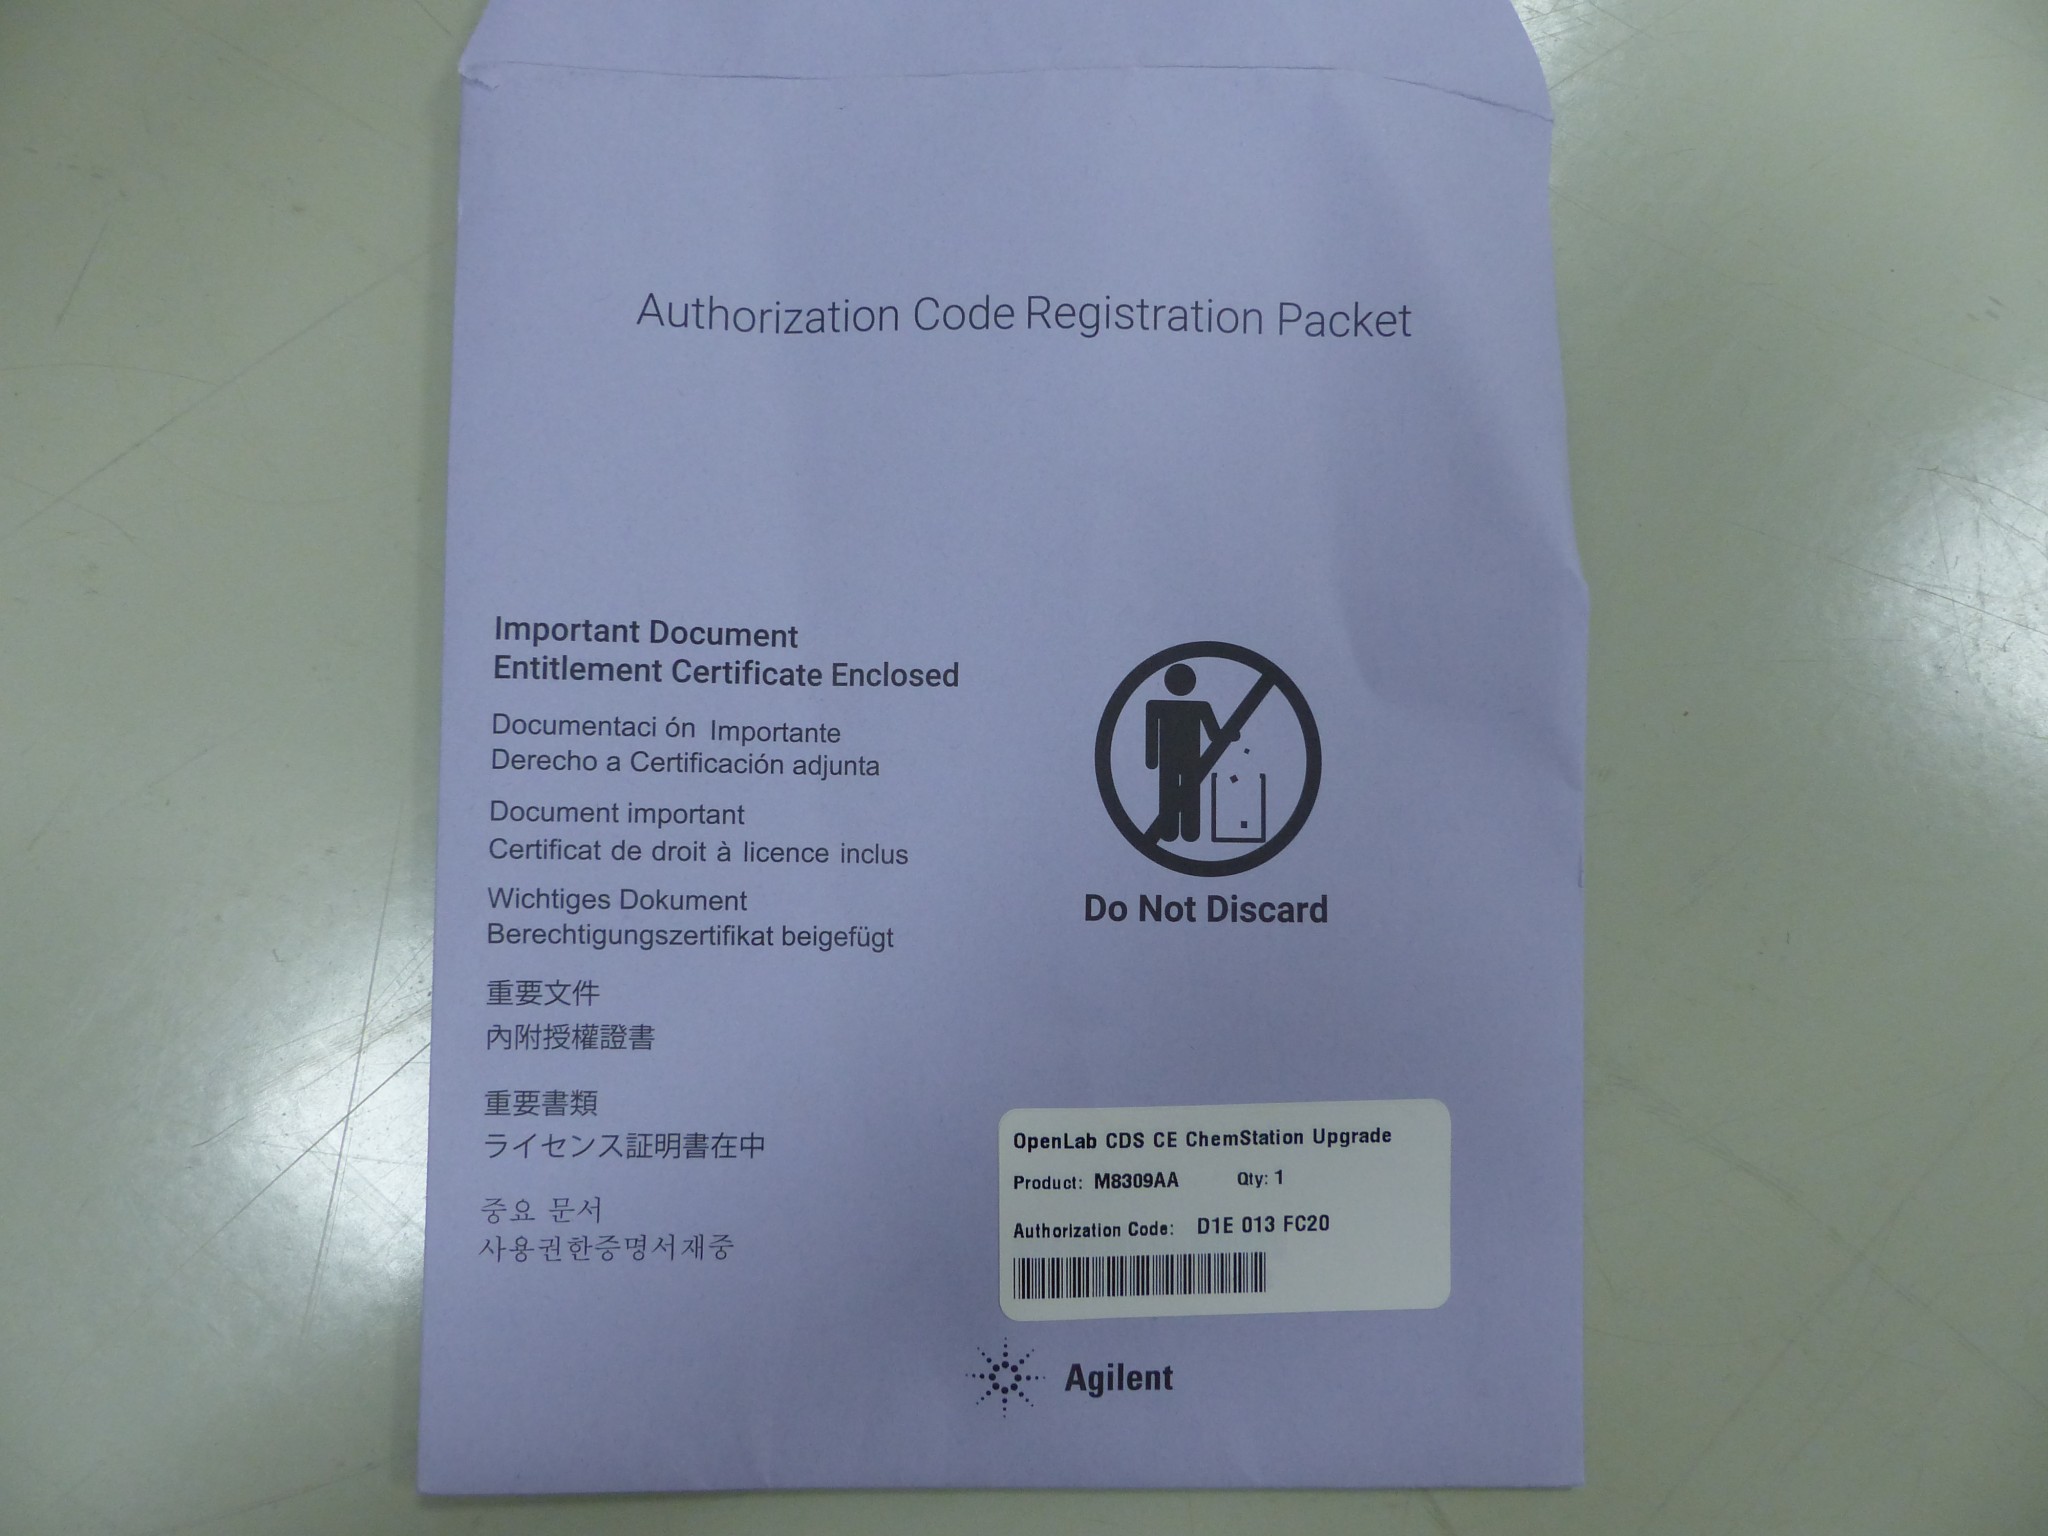 Authorization Code Registration Packet
Important Document
Entitlement Certificate Enclosed
Documentaci ón Importante
Derecho a Certificación adjunta
Document important
Certificat de droit à licence inclus
Wichtiges Dokument
Berechtigungszertifikat beigefügt
重要文件
內附授權證書
重要書類
ライセンス証明書在中
중요 문서
사용권한증명서재중
Do Not Discard
OpenLab CDS CE ChemStation Upgrade
Product: M8309AA Qty: 1
Authorization Code: D1E 013 FC20
Agilent